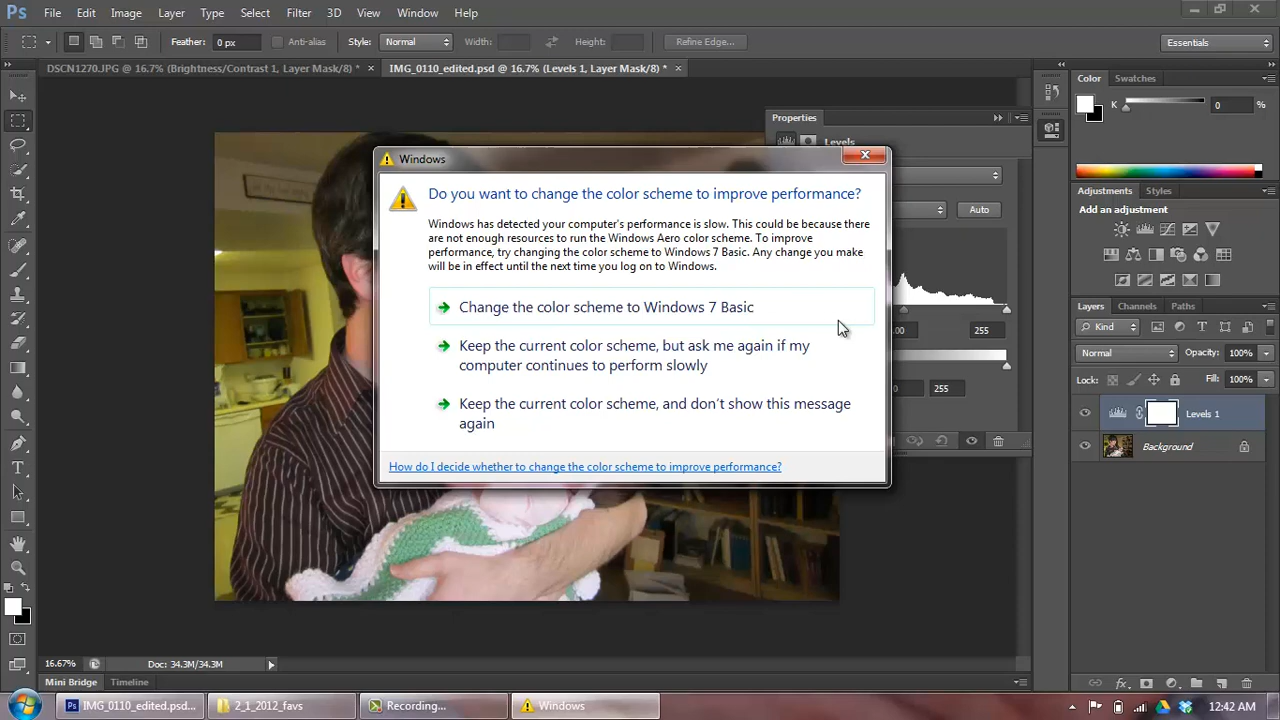 Ps File Edit Image Layer Type Select Filter 3D View Window Help
Feather: 0 px Anti-alias Style: Normal Width: Height: Refine Edge... Essentials
DSCN1270.JPG @ 16.7% (Brightness/Contrast 1, Layer Mask/8) * × IMG_0110_edited.psd @ 16.7% (Levels 1, Layer Mask/8) * ×
Color Swatches
K 0 %
Properties
Levels
Auto
.00 255
0 255
Adjustments Styles
Add an adjustment
Layers Channels Paths
Kind
Normal Opacity: 100%
Lock: Fill: 100%
Levels 1
Background
Windows
Do you want to change the color scheme to improve performance?
Windows has detected your computer's performance is slow. This could be because there
are not enough resources to run the Windows Aero color scheme. To improve
performance, try changing the color scheme to Windows 7 Basic. Any change you make
will be in effect until the next time you log on to Windows.
Change the color scheme to Windows 7 Basic
Keep the current color scheme, but ask me again if my
computer continues to perform slowly
Keep the current color scheme, and don't show this message
again
How do I decide whether to change the color scheme to improve performance?
16.67% Doc: 34.3M/34.3M
Mini Bridge Timeline
Ps IMG_0110_edited.psd... 2_1_2012_favs Recording... Windows 12:42 AM